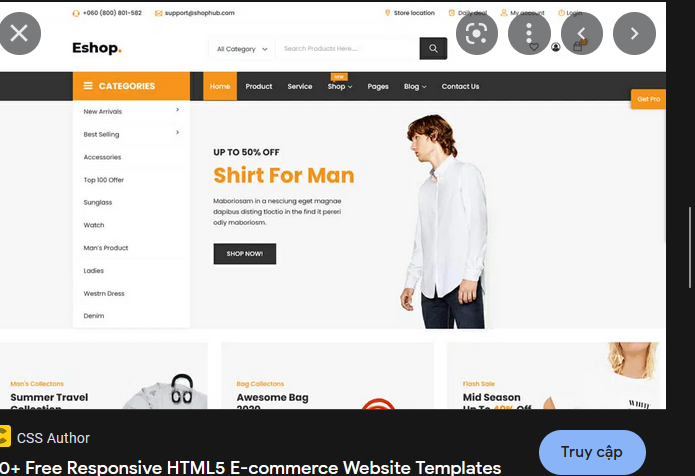 +060 (800) 801-582
support@shophub.com
Store location
Daily deal
My account
Login
Eshop.
All Category
Search Products Here.....
CATEGORIES
Home
Product
Service
NEW
Shop
Pages
Blog
Contact Us
Get Pro
New Arrivals
Best Selling
Accessories
Top 100 Offer
Sunglass
Watch
Man's Product
Ladies
Westrn Dress
Denim
UP TO 50% OFF
Shirt For Man
Maboriosam in a nesciung eget magnae
dapibus disting tloctio in the find it pereri
odiy maboriosm.
SHOP NOW!
Man's Collectons
Summer Travel
Collection
Bag Collectons
Awesome Bag
2020
Flash Sale
Mid Season
Up To 40% Off
CSS Author
0+ Free Responsive HTML5 E-commerce Website Templates
Truy cập